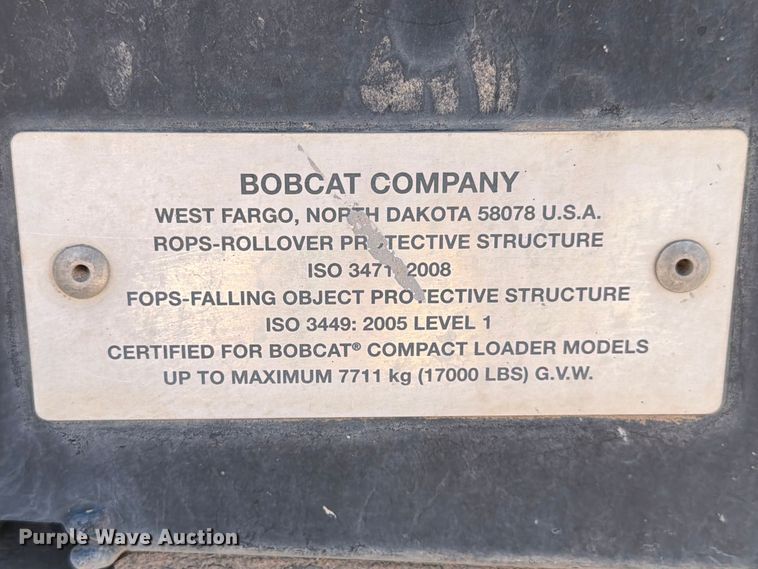 BOBCAT COMPANY
WEST FARGO, NORTH DAKOTA 58078 U.S.A.
ROPS-ROLLOVER PROTECTIVE STRUCTURE
ISO 3471: 2008
FOPS-FALLING OBJECT PROTECTIVE STRUCTURE
ISO 3449: 2005 LEVEL 1
CERTIFIED FOR BOBCAT® COMPACT LOADER MODELS
UP TO MAXIMUM 7711 kg (17000 LBS) G.V.W.
Purple Wave Auction